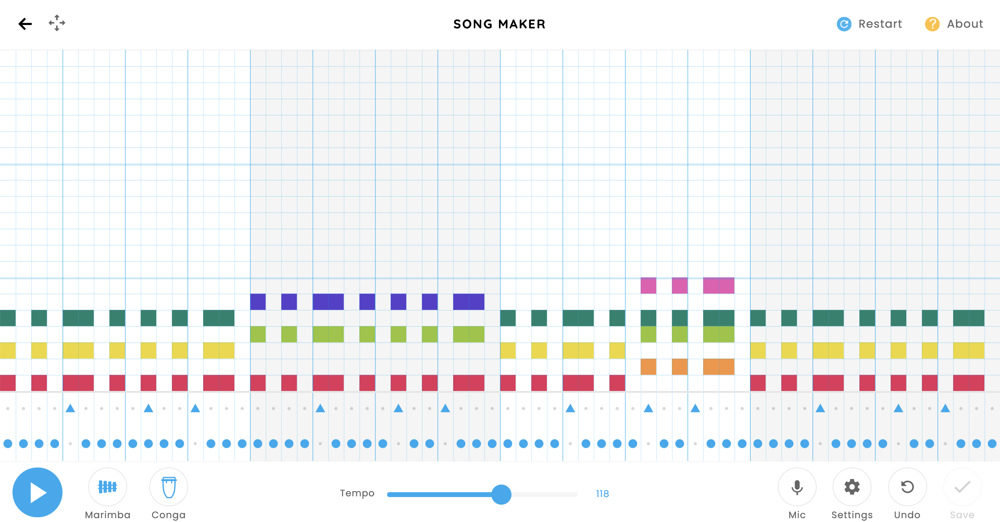 SONG MAKER
Restart
? About
Tempo
118
Marimba
Conga
Mic
Settings
Undo
Save